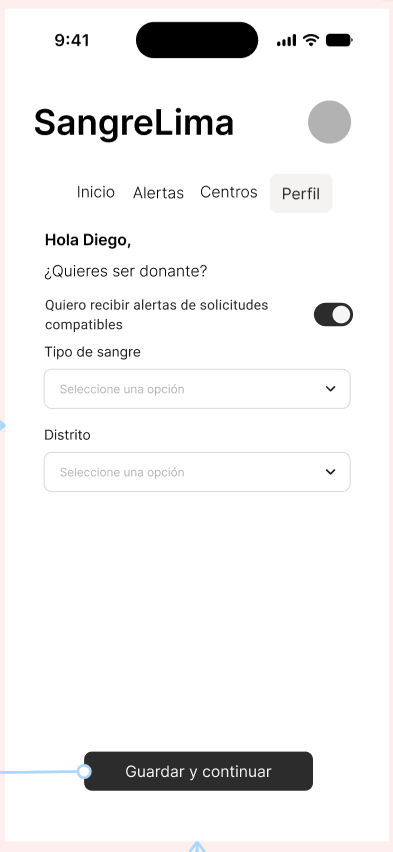 9:41
SangreLima
Inicio Alertas Centros Perfil
Hola Diego,
¿Quieres ser donante?
Quiero recibir alertas de solicitudes
compatibles
Tipo de sangre
Seleccione una opción
Distrito
Seleccione una opción
Guardar y continuar